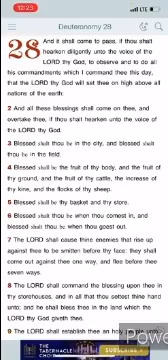 12:23
Deuteronomy 28
28 And it shall come to pass, if thou shalt
hearken diligently unto the voice of the
LORD thy God, to observe and to do all
his commandments which I command thee this day,
that the LORD thy God will set thee on high above all
nations of the earth:
2 And all these blessings shall come on thee, and
overtake thee, if thou shalt hearken unto the voice of
the LORD thy God.
3 Blessed shalt thou be in the city, and blessed shalt
thou be in the field.
4 Blessed shall be the fruit of thy body, and the fruit of
thy ground, and the fruit of thy cattle, the increase of
thy kine, and the flocks of thy sheep.
5 Blessed shall be thy basket and thy store.
6 Blessed shalt thou be when thou comest in, and
blessed shalt thou be when thou goest out.
7 The LORD shall cause thine enemies that rise up
against thee to be smitten before thy face: they shall
come out against thee one way, and flee before thee
seven ways.
8 The LORD shall command the blessing upon thee in
thy storehouses, and in all that thou settest thine hand
unto; and he shall bless thee in the land which the
LORD thy God giveth thee.
9 The LORD shall establish thee an holy people unto
THE
TABERNACLE
SUBSCRIBE
TODAY
Pow